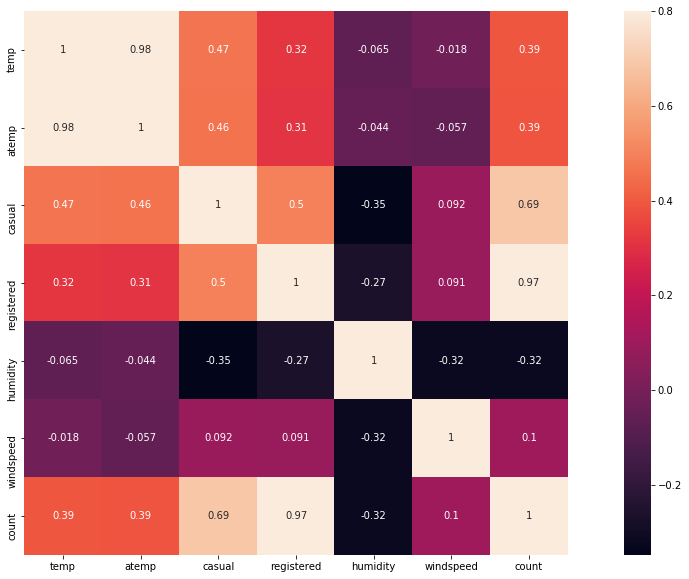 temp 1 0.98 0.47 0.32 -0.065 -0.018 0.39
atemp 0.98 1 0.46 0.31 -0.044 -0.057 0.39
casual 0.47 0.46 1 0.5 -0.35 0.092 0.69
registered 0.32 0.31 0.5 1 -0.27 0.091 0.97
humidity -0.065 -0.044 -0.35 -0.27 1 -0.32 -0.32
windspeed -0.018 -0.057 0.092 0.091 -0.32 1 0.1
count 0.39 0.39 0.69 0.97 -0.32 0.1 1
temp atemp casual registered humidity windspeed count
0.8
0.6
0.4
0.2
0.0
−0.2